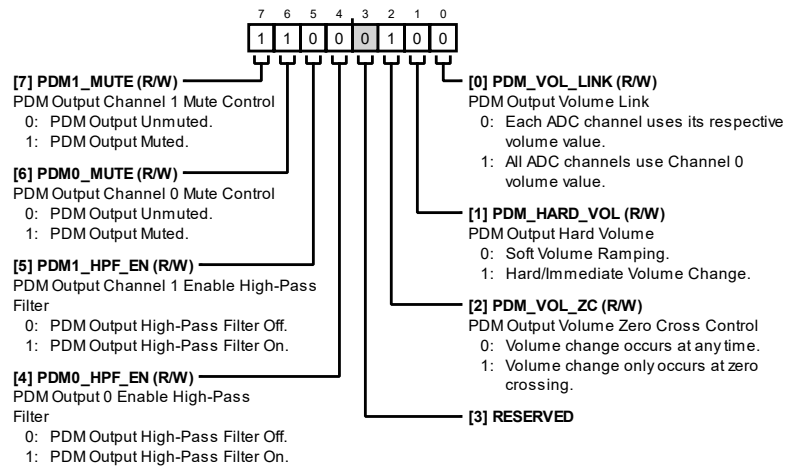 7 6 5 4 3 2 1 0
1 1 0 0 0 1 0 0
[7] PDM1_MUTE (R/W)
PDM Output Channel 1 Mute Control
0: PDM Output Unmuted.
1: PDM Output Muted.
[6] PDM0_MUTE (R/W)
PDM Output Channel 0 Mute Control
0: PDM Output Unmuted.
1: PDM Output Muted.
[5] PDM1_HPF_EN (R/W)
PDM Output Channel 1 Enable High-Pass
Filter
0: PDM Output High-Pass Filter Off.
1: PDM Output High-Pass Filter On.
[4] PDM0_HPF_EN (R/W)
PDM Output 0 Enable High-Pass
Filter
0: PDM Output High-Pass Filter Off.
1: PDM Output High-Pass Filter On.
[0] PDM_VOL_LINK (R/W)
PDM Output Volume Link
0: Each ADC channel uses its respective
volume value.
1: All ADC channels use Channel 0
volume value.
[1] PDM_HARD_VOL (R/W)
PDM Output Hard Volume
0: Soft Volume Ramping.
1: Hard/Immediate Volume Change.
[2] PDM_VOL_ZC (R/W)
PDM Output Volume Zero Cross Control
0: Volume change occurs at any time.
1: Volume change only occurs at zero
crossing.
[3] RESERVED